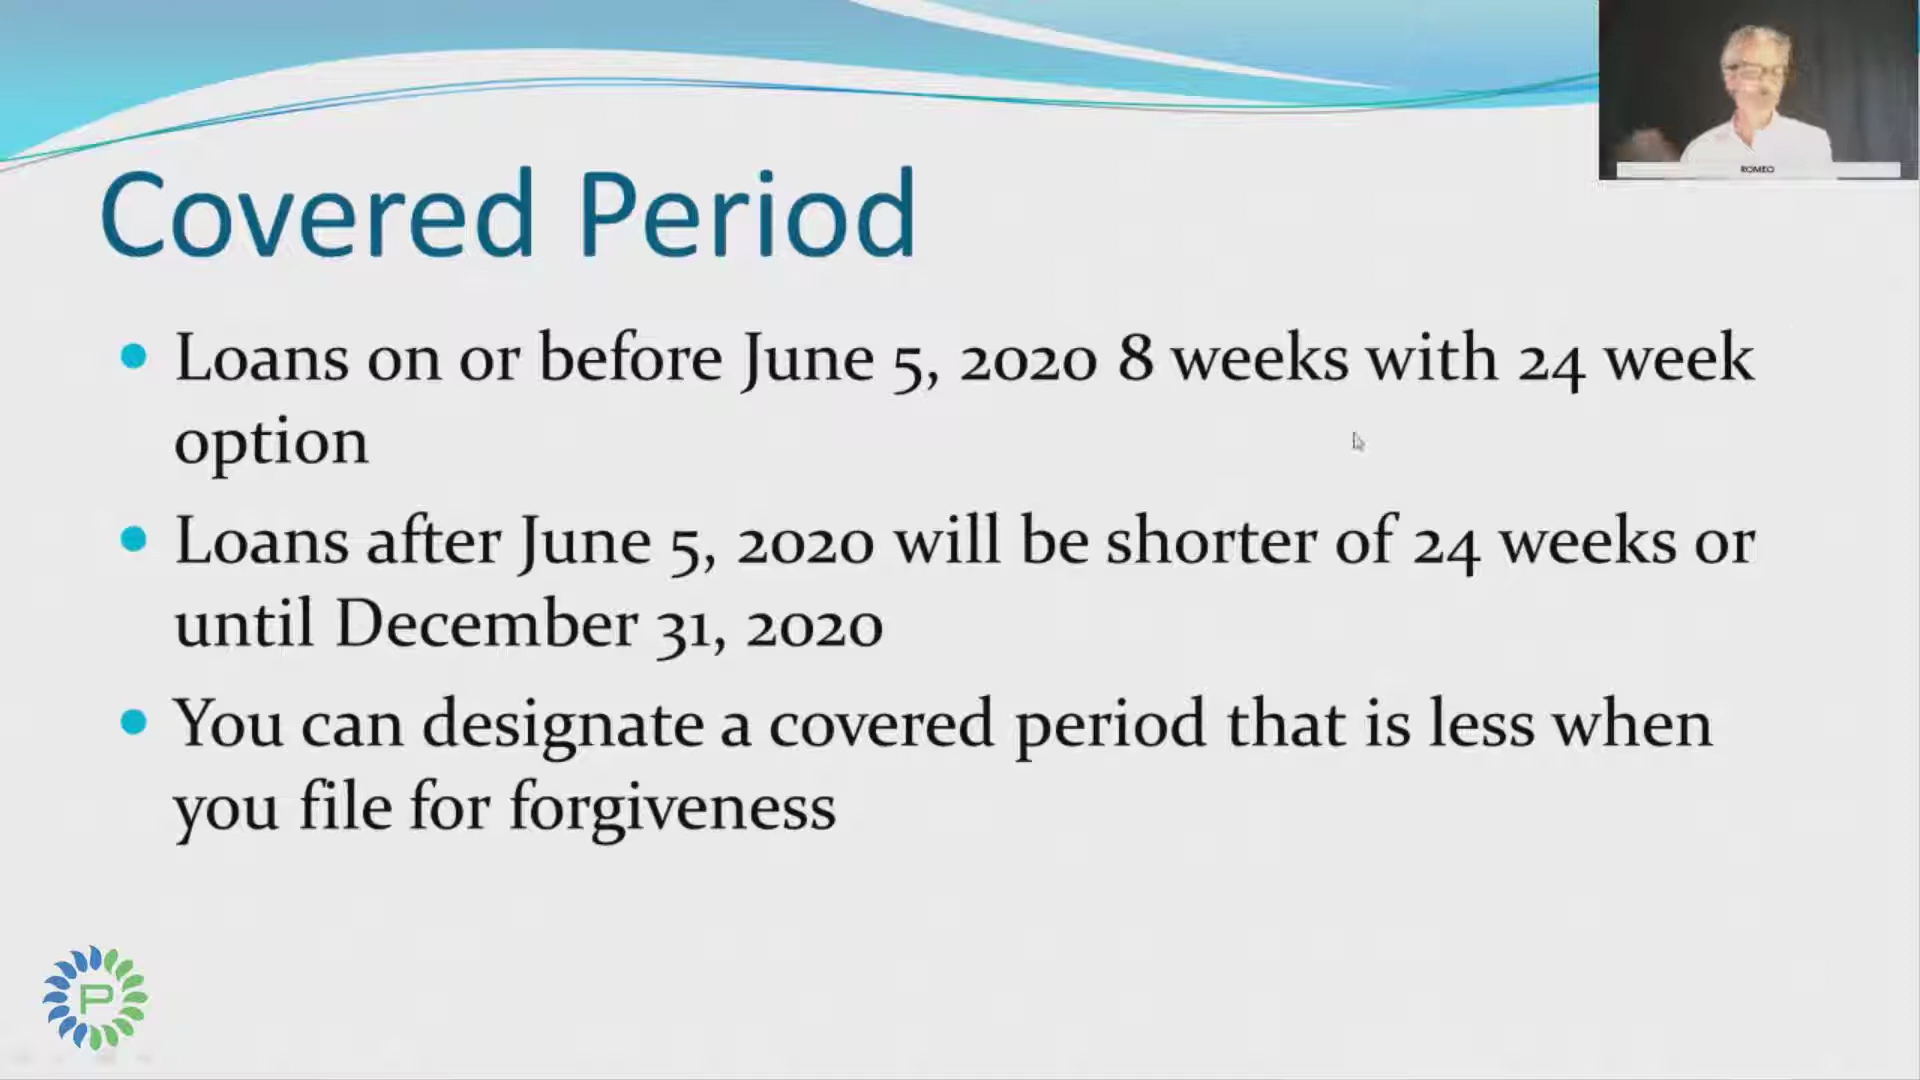 ROMEO
Covered Period
Loans on or before June 5, 2020 8 weeks with 24 week
option
Loans after June 5, 2020 will be shorter of 24 weeks or
until December 31, 2020
You can designate a covered period that is less when
you file for forgiveness
P